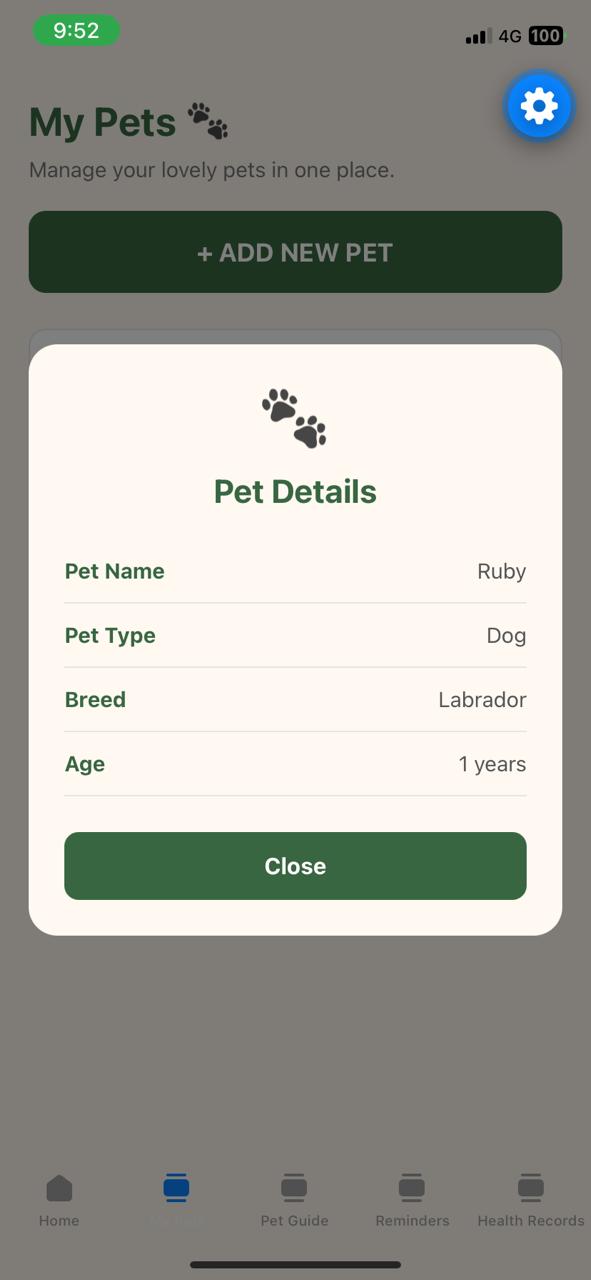 9:52
4G 100
My Pets
Manage your lovely pets in one place.
+ ADD NEW PET
Pet Details
Pet Name Ruby
Pet Type Dog
Breed Labrador
Age 1 years
Close
Home
Pet Guide
Reminders
Health Records